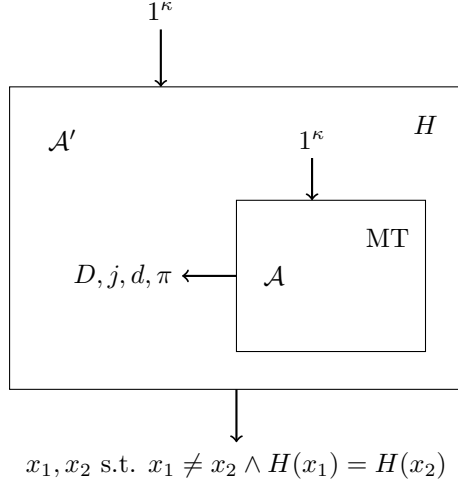 1^κ
𝒜′
H
1^κ
MT
D, j, d, π
𝒜
x₁, x₂ s.t. x₁ ≠ x₂ ∧ H(x₁) = H(x₂)